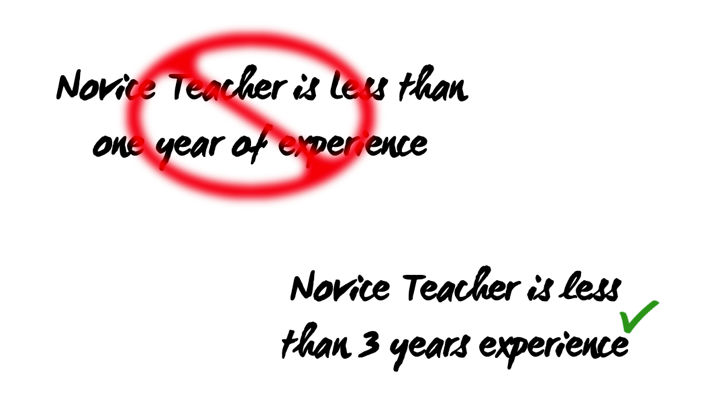 Novice Teacher is less than
one year of experience
Novice Teacher is less
than 3 years experience